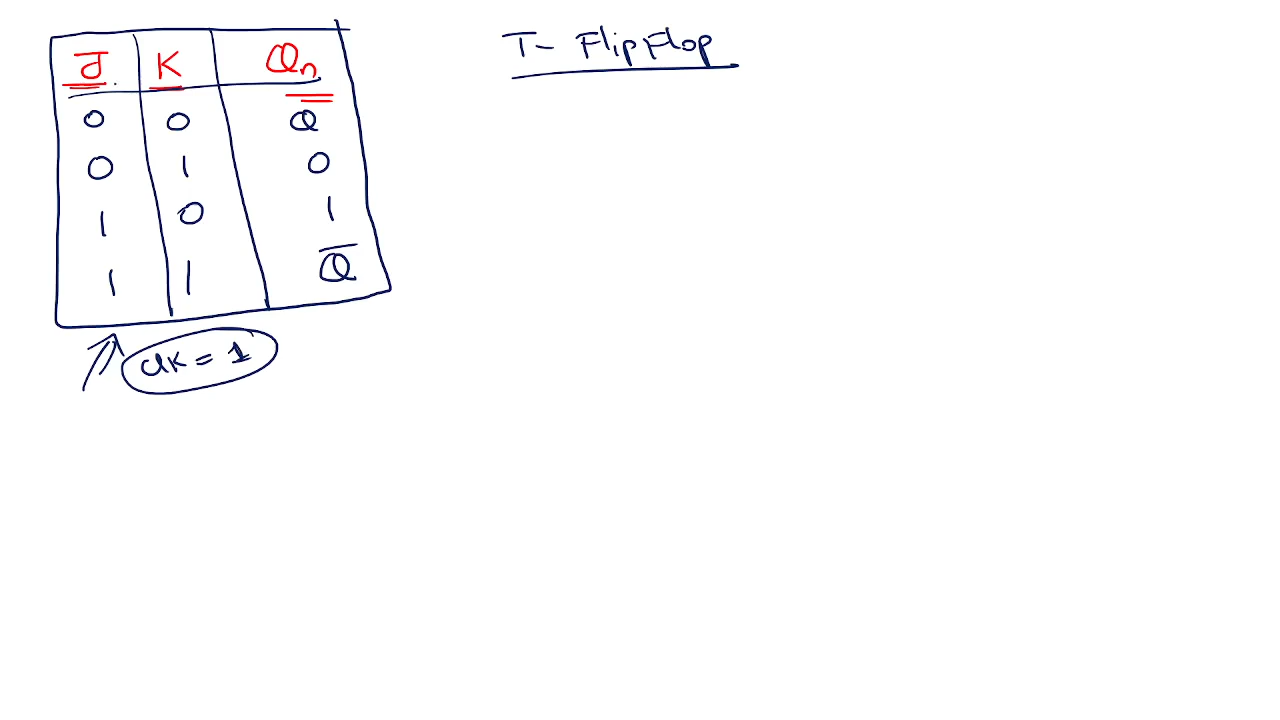 J K Qn
0 0 Q
0 1 0
1 0 1
1 1 Q̅
clk = 1
T- FlipFlop